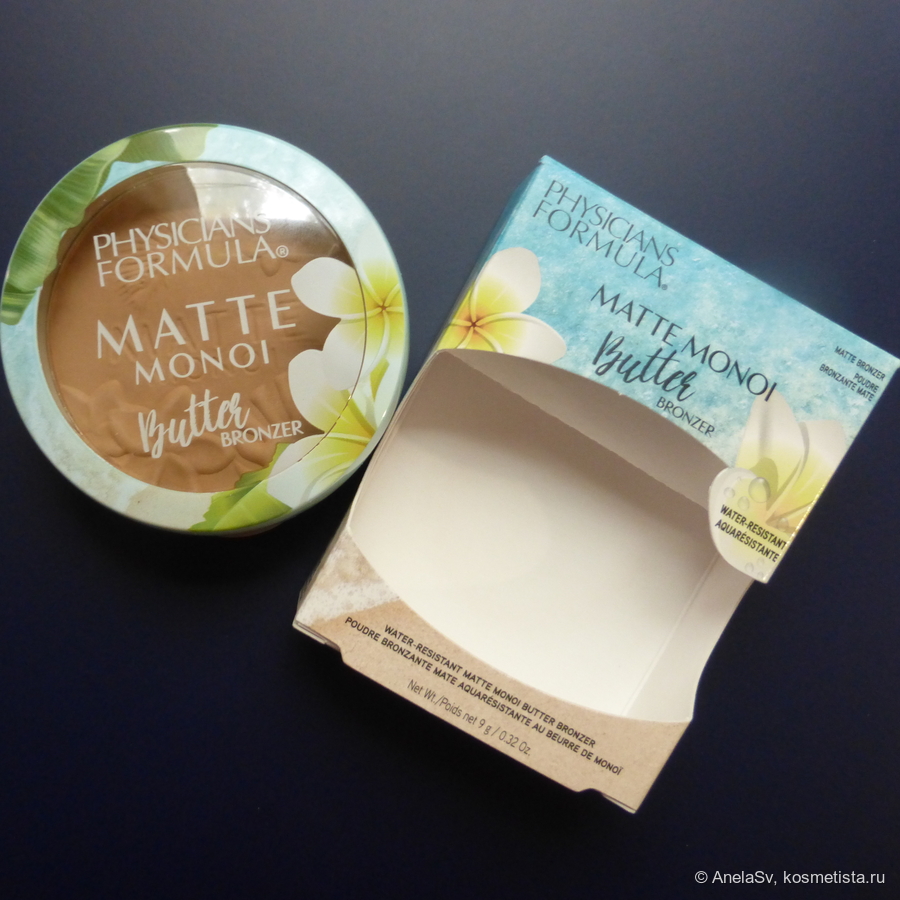 PHYSICIANS
FORMULA®
MATTE
MONOI
Butter
BRONZER
PHYSICIANS
FORMULA®
MATTE MONOI
Butter
BRONZER
MATTE BRONZER
POUDRE
BRONZANTE MATE
WATER-RESISTANT
AQUARÉSISTANTE
WATER-RESISTANT MATTE MONOI BUTTER BRONZER
POUDRE BRONZANTE MATE AQUARÉSISTANTE AU BEURRE DE MONOÏ
Net Wt./Poids net 9 g / 0.32 Oz.
© AnelaSv, kosmetista.ru